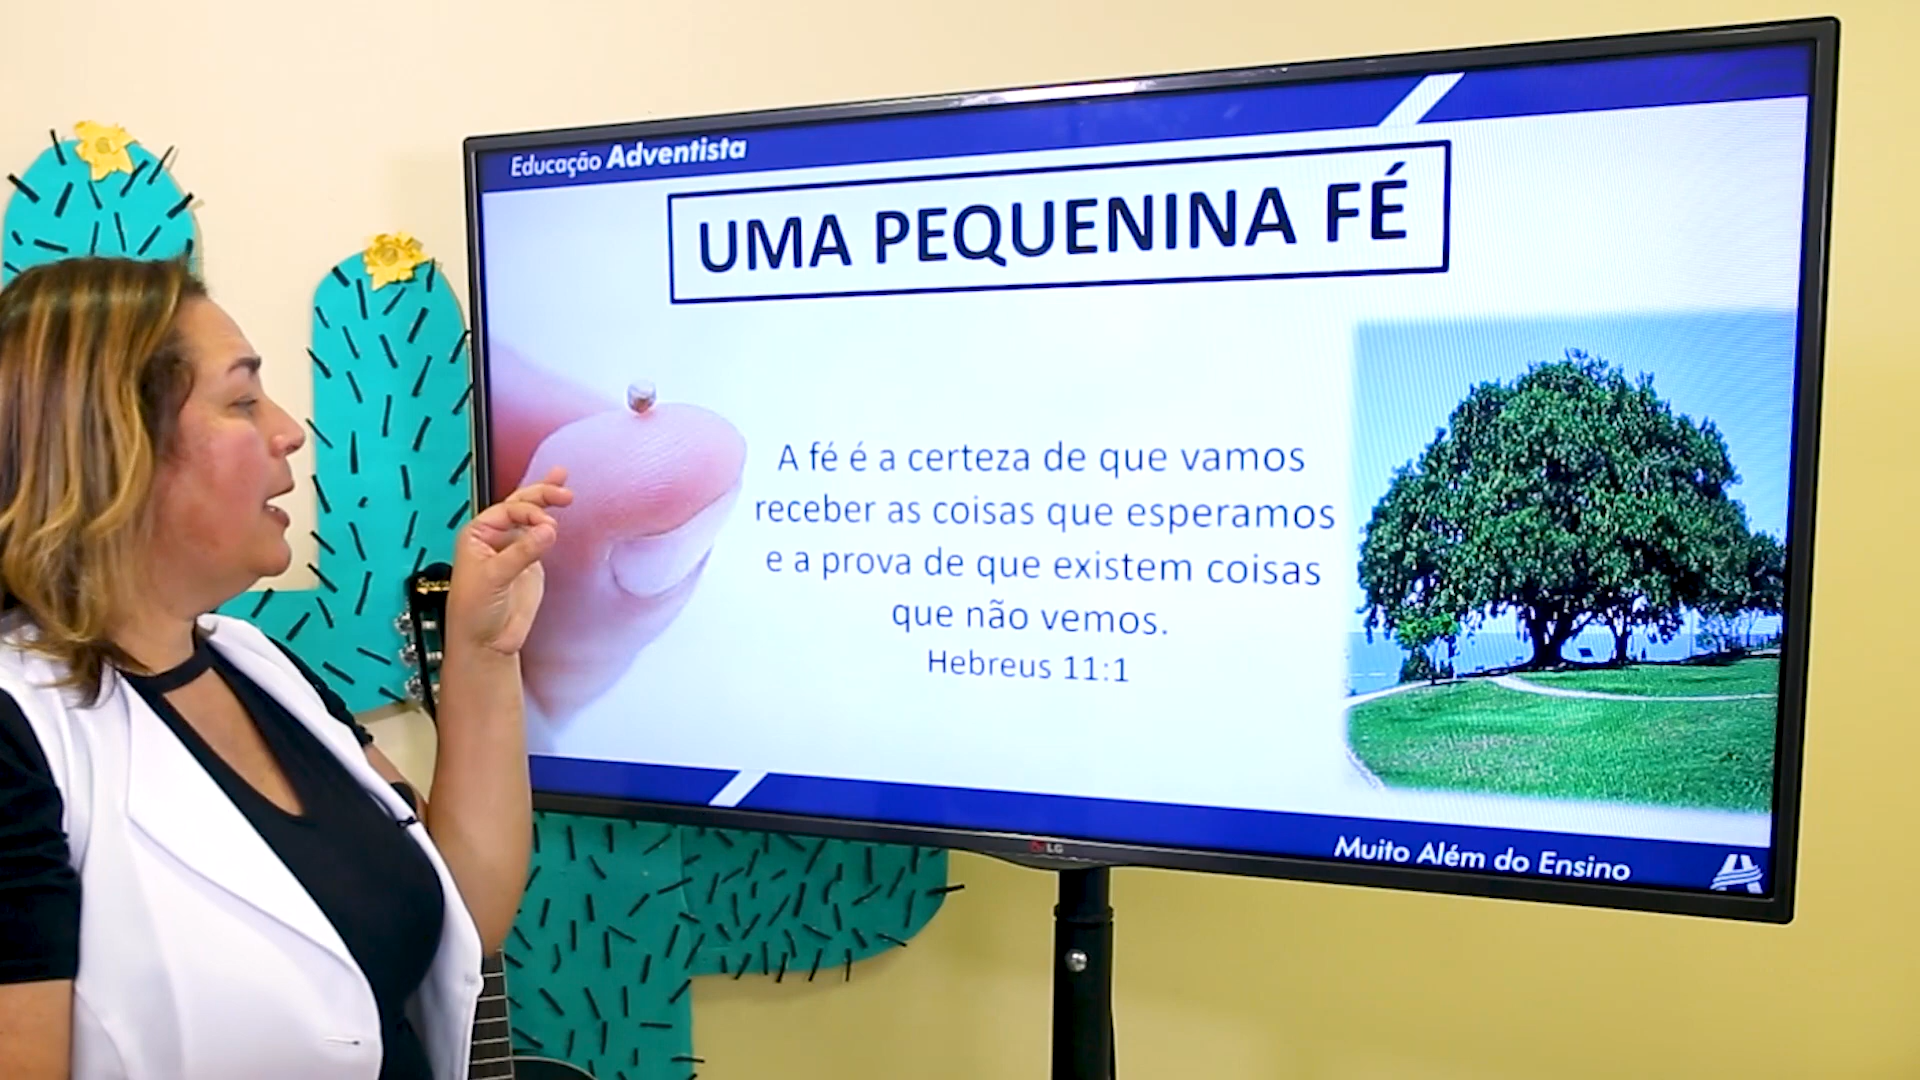 Educação Adventista
UMA PEQUENINA FÉ
A fé é a certeza de que vamos
receber as coisas que esperamos
e a prova de que existem coisas
que não vemos.
Hebreus 11:1
Muito Além do Ensino
LG